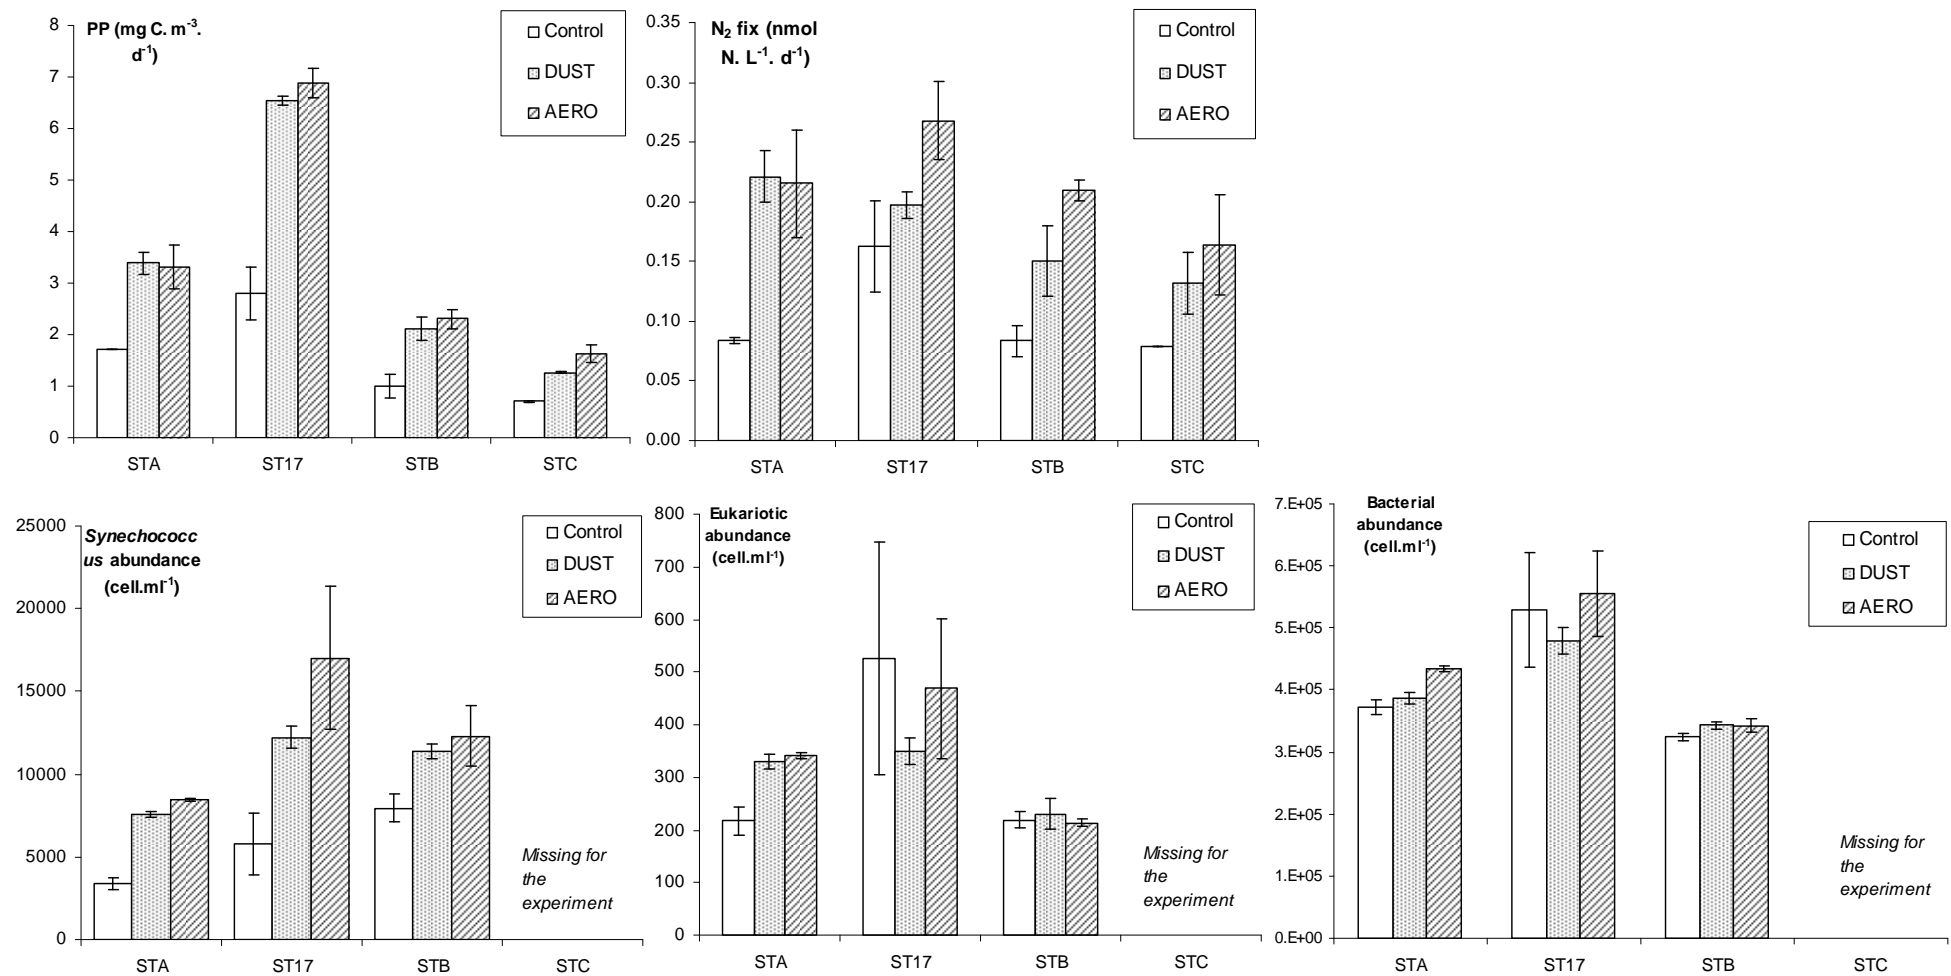 PP (mg C. m-3.
d-1)
8
7
6
5
4
3
2
1
0
STA ST17 STB STC
Control
DUST
AERO
N2 fix (nmol
N. L-1. d-1)
0.35
0.30
0.25
0.20
0.15
0.10
0.05
0.00
STA ST17 STB STC
Control
DUST
AERO
Synechococc
us abundance
(cell.ml-1)
25000
20000
15000
10000
5000
0
STA ST17 STB STC
Control
DUST
AERO
Missing for
the
experiment
Eukariotic
abundance
(cell.ml-1)
800
700
600
500
400
300
200
100
0
STA ST17 STB STC
Control
DUST
AERO
Missing for
the
experiment
Bacterial
abundance
(cell.ml-1)
7.E+05
6.E+05
5.E+05
4.E+05
3.E+05
2.E+05
1.E+05
0.E+00
STA ST17 STB STC
Control
DUST
AERO
Missing for
the
experiment